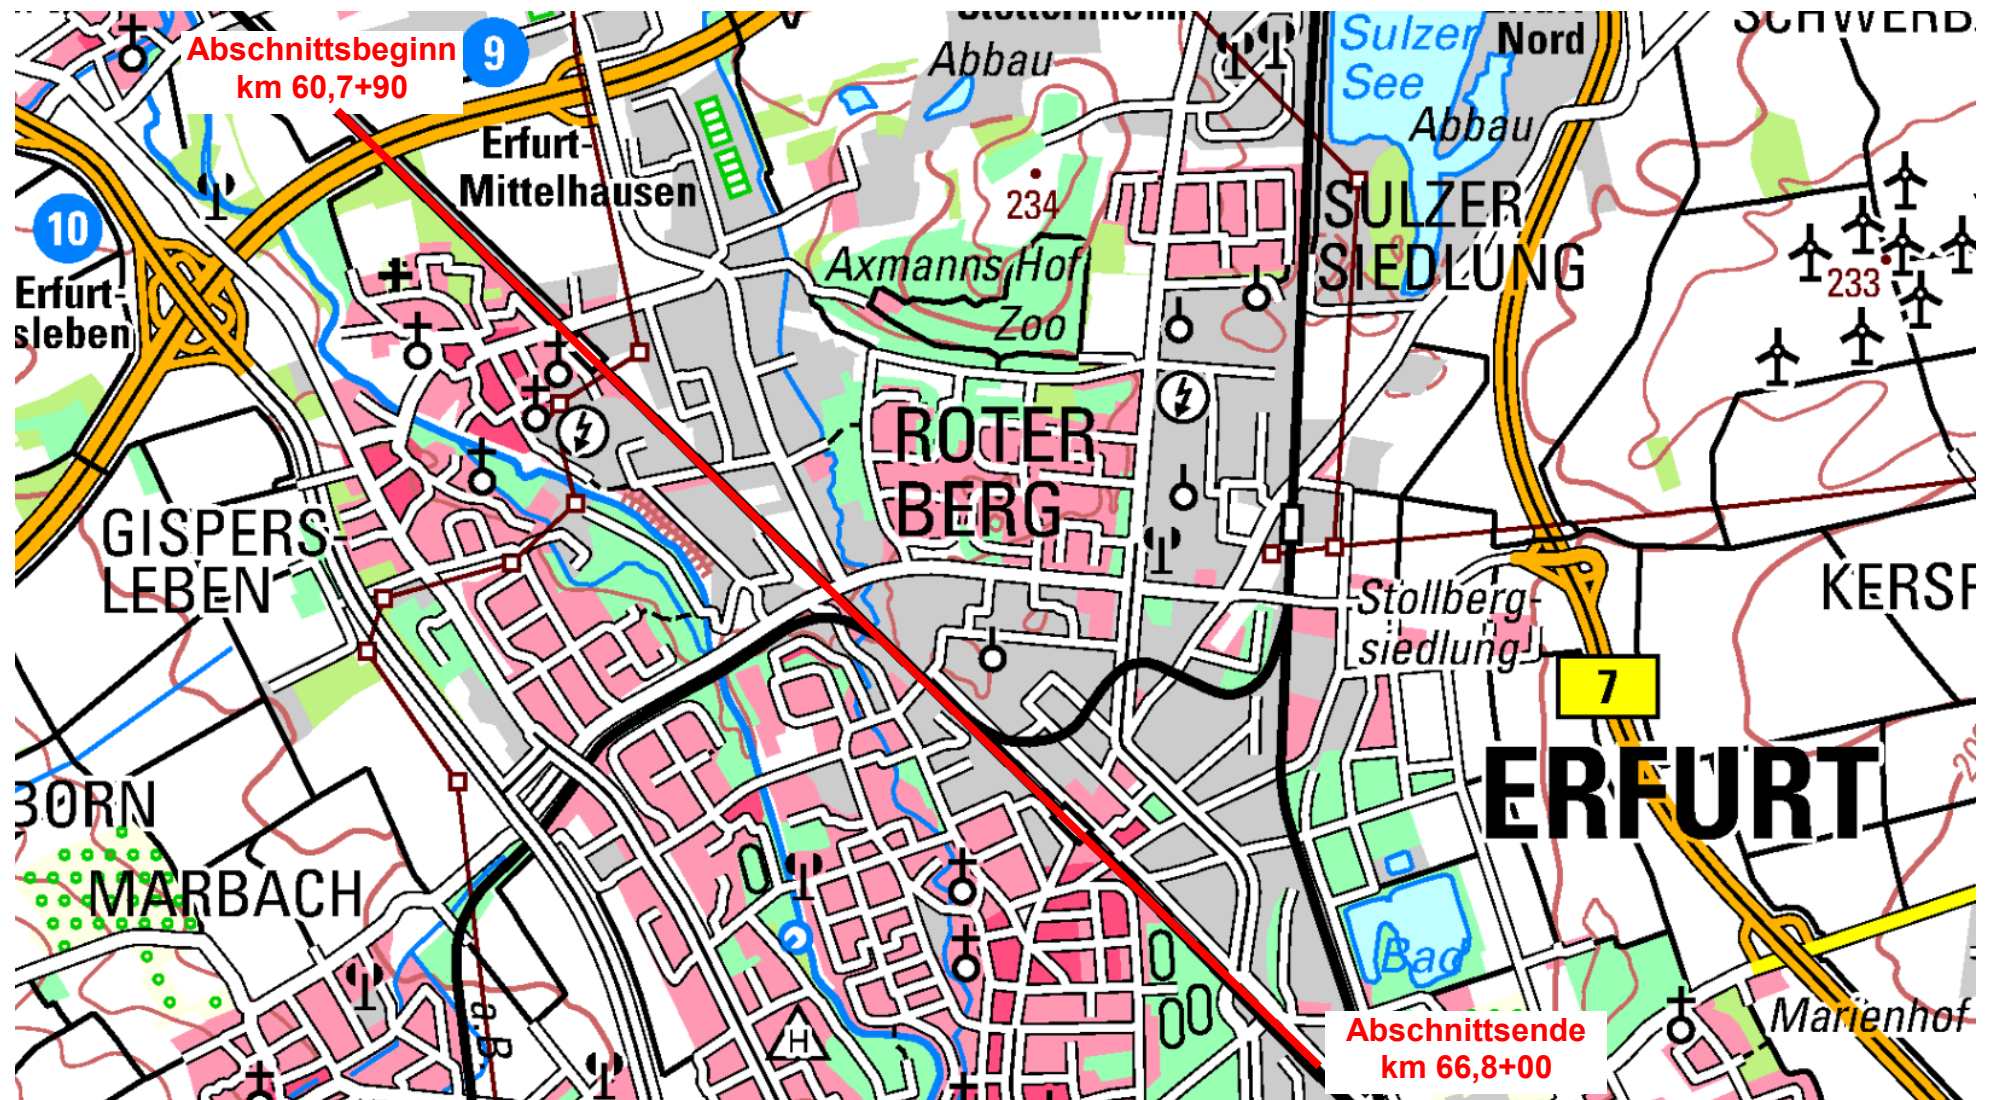 Abschnittsbeginn
km 60,7+90
9
Abbau
Sulzer
See
Nord
Abbau
Erfurt-
Mittelhausen
10
234
SULZER
SIEDLUNG
Axmanns Hof
Zoo
233
Erfurt-
sleben
ROTER
BERG
GISPERS-
LEBEN
Stollberg-
siedlung
KERSP
7
ERFURT
BORN
MARBACH
Bad
a.B
H
Marienhof
Abschnittsende
km 66,8+00